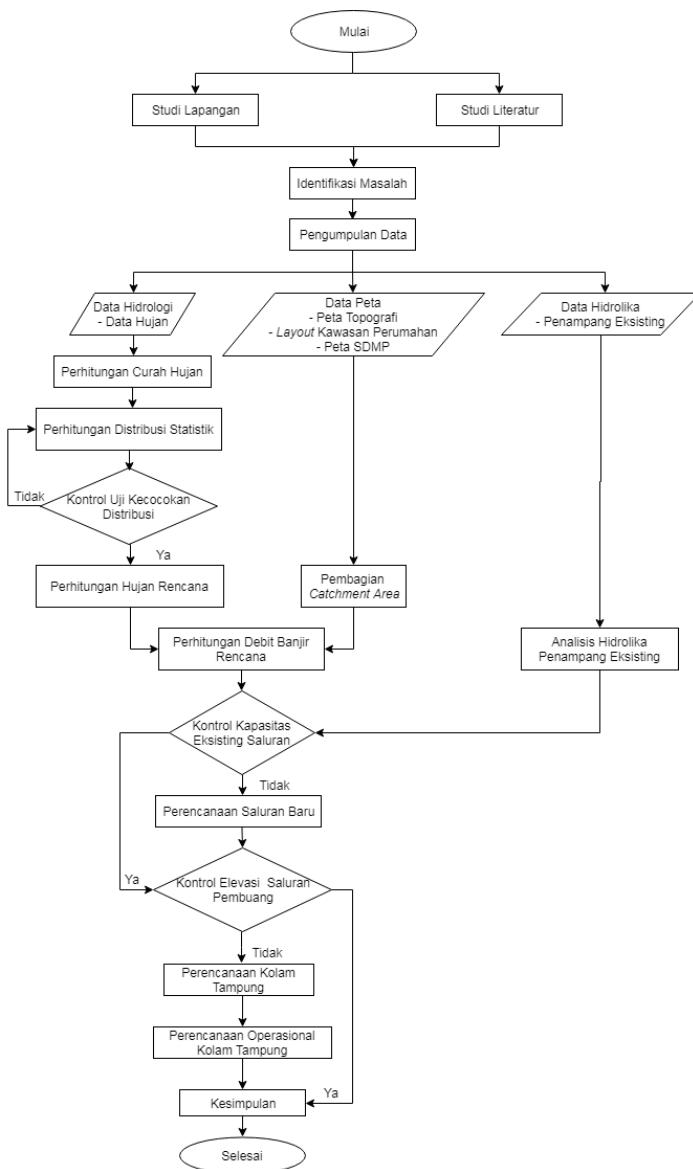 Mulai
Studi Lapangan
Studi Literatur
Identifikasi Masalah
Pengumpulan Data
Data Hidrologi
- Data Hujan
Data Peta
- Peta Topografi
- Layout Kawasan Perumahan
- Peta SDMP
Data Hidrolika
- Penampang Eksisting
Perhitungan Curah Hujan
Perhitungan Distribusi Statistik
Tidak
Kontrol Uji Kecocokan
Distribusi
Ya
Perhitungan Hujan Rencana
Pembagian
Catchment Area
Perhitungan Debit Banjir
Rencana
Analisis Hidrolika
Penampang Eksisting
Kontrol Kapasitas
Eksisting Saluran
Tidak
Perencanaan Saluran Baru
Ya
Kontrol Elevasi Saluran
Pembuang
Tidak
Perencanaan Kolam
Tampung
Perencanaan Operasional
Kolam Tampung
Ya
Kesimpulan
Selesai